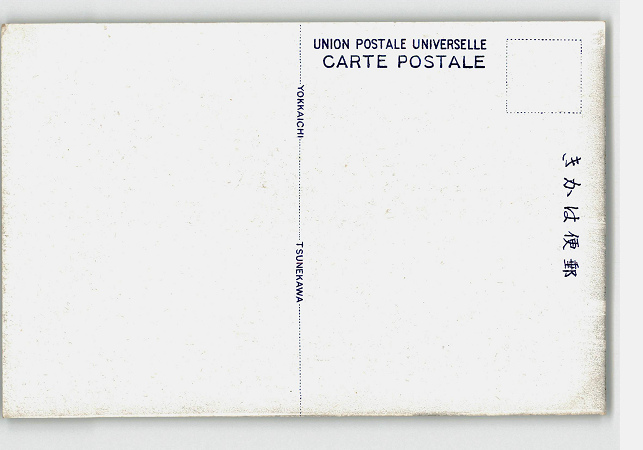 UNION POSTALE UNIVERSELLE
CARTE POSTALE
YOKKAICHI
TSUNEKAWA
郵便はかき